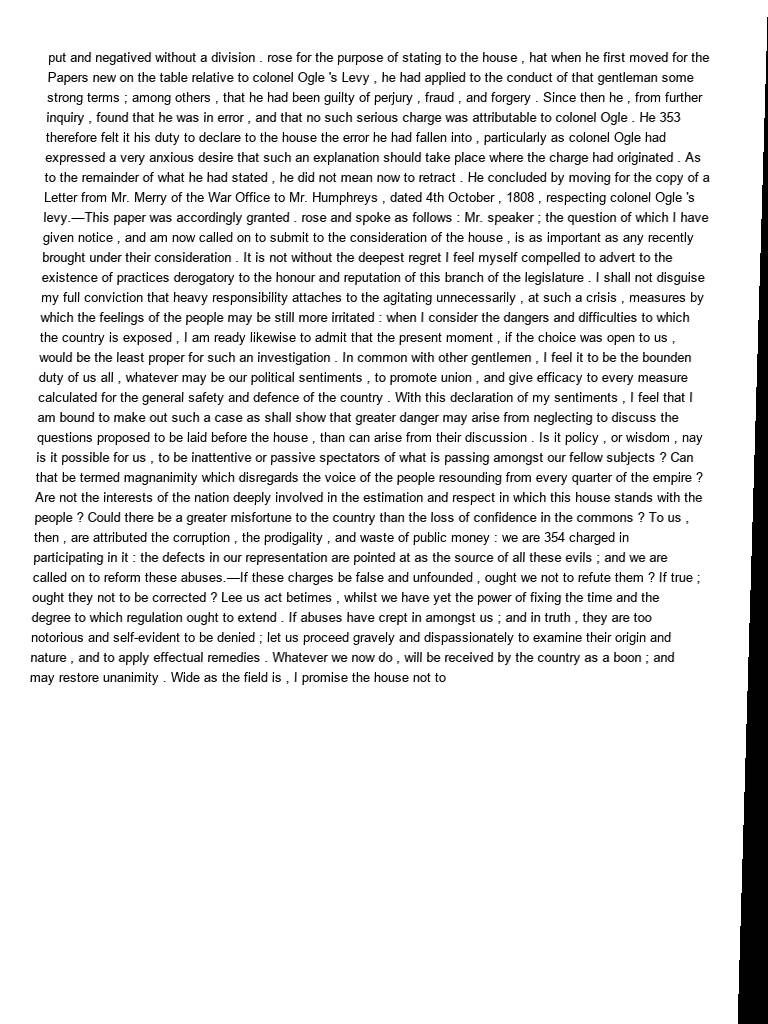 put and negatived without a division . rose for the purpose of stating to the house , hat when he first moved for the
Papers new on the table relative to colonel Ogle 's Levy , he had applied to the conduct of that gentleman some
strong terms ; among others , that he had been guilty of perjury , fraud , and forgery . Since then he , from further
inquiry , found that he was in error , and that no such serious charge was attributable to colonel Ogle . He 353
therefore felt it his duty to declare to the house the error he had fallen into , particularly as colonel Ogle had
expressed a very anxious desire that such an explanation should take place where the charge had originated . As
to the remainder of what he had stated , he did not mean now to retract . He concluded by moving for the copy of a
Letter from Mr. Merry of the War Office to Mr. Humphreys , dated 4th October , 1808 , respecting colonel Ogle 's
levy.—This paper was accordingly granted . rose and spoke as follows : Mr. speaker ; the question of which I have
given notice , and am now called on to submit to the consideration of the house , is as important as any recently
brought under their consideration . It is not without the deepest regret I feel myself compelled to advert to the
existence of practices derogatory to the honour and reputation of this branch of the legislature . I shall not disguise
my full conviction that heavy responsibility attaches to the agitating unnecessarily , at such a crisis , measures by
which the feelings of the people may be still more irritated : when I consider the dangers and difficulties to which
the country is exposed , I am ready likewise to admit that the present moment , if the choice was open to us ,
would be the least proper for such an investigation . In common with other gentlemen , I feel it to be the bounden
duty of us all , whatever may be our political sentiments , to promote union , and give efficacy to every measure
calculated for the general safety and defence of the country . With this declaration of my sentiments , I feel that I
am bound to make out such a case as shall show that greater danger may arise from neglecting to discuss the
questions proposed to be laid before the house , than can arise from their discussion . Is it policy , or wisdom , nay
is it possible for us , to be inattentive or passive spectators of what is passing amongst our fellow subjects ? Can
that be termed magnanimity which disregards the voice of the people resounding from every quarter of the empire ?
Are not the interests of the nation deeply involved in the estimation and respect in which this house stands with the
people ? Could there be a greater misfortune to the country than the loss of confidence in the commons ? To us ,
then , are attributed the corruption , the prodigality , and waste of public money : we are 354 charged in
participating in it : the defects in our representation are pointed at as the source of all these evils ; and we are
called on to reform these abuses.—If these charges be false and unfounded , ought we not to refute them ? If true ;
ought they not to be corrected ? Lee us act betimes , whilst we have yet the power of fixing the time and the
degree to which regulation ought to extend . If abuses have crept in amongst us ; and in truth , they are too
notorious and self-evident to be denied ; let us proceed gravely and dispassionately to examine their origin and
nature , and to apply effectual remedies . Whatever we now do , will be received by the country as a boon ; and
may restore unanimity . Wide as the field is , I promise the house not to